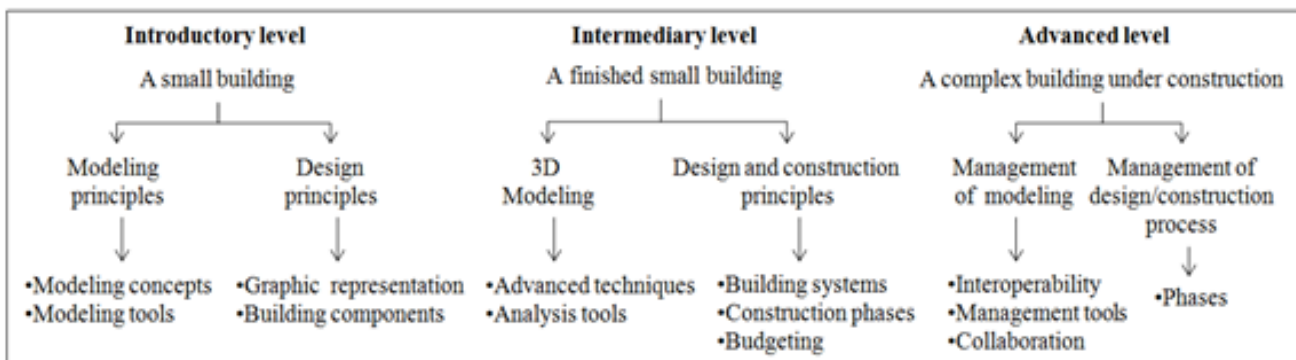 Introductory level
A small building
Modeling
principles
•Modeling concepts
•Modeling tools
Design
principles
•Graphic representation
•Building components
Intermediary level
A finished small building
3D
Modeling
•Advanced techniques
•Analysis tools
Design and construction
principles
•Building systems
•Construction phases
•Budgeting
Advanced level
A complex building under construction
Management
of modeling
•Interoperability
•Management tools
•Collaboration
Management of
design/construction
process
•Phases